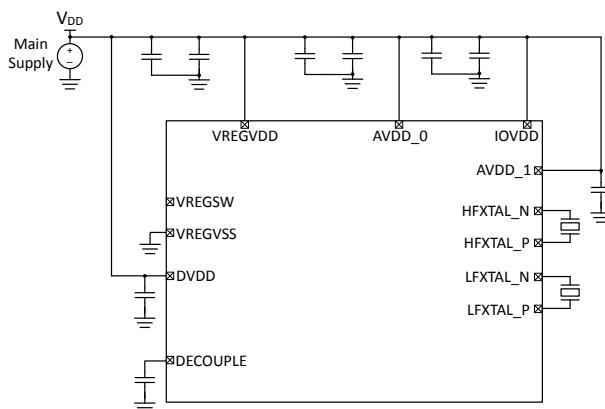 VDD
Main
Supply
+
–
VREGVDD
AVDD_0
IOVDD
AVDD_1
VREGSW
HFXTAL_N
VREGVSS
HFXTAL_P
DVDD
LFXTAL_N
LFXTAL_P
DECOUPLE